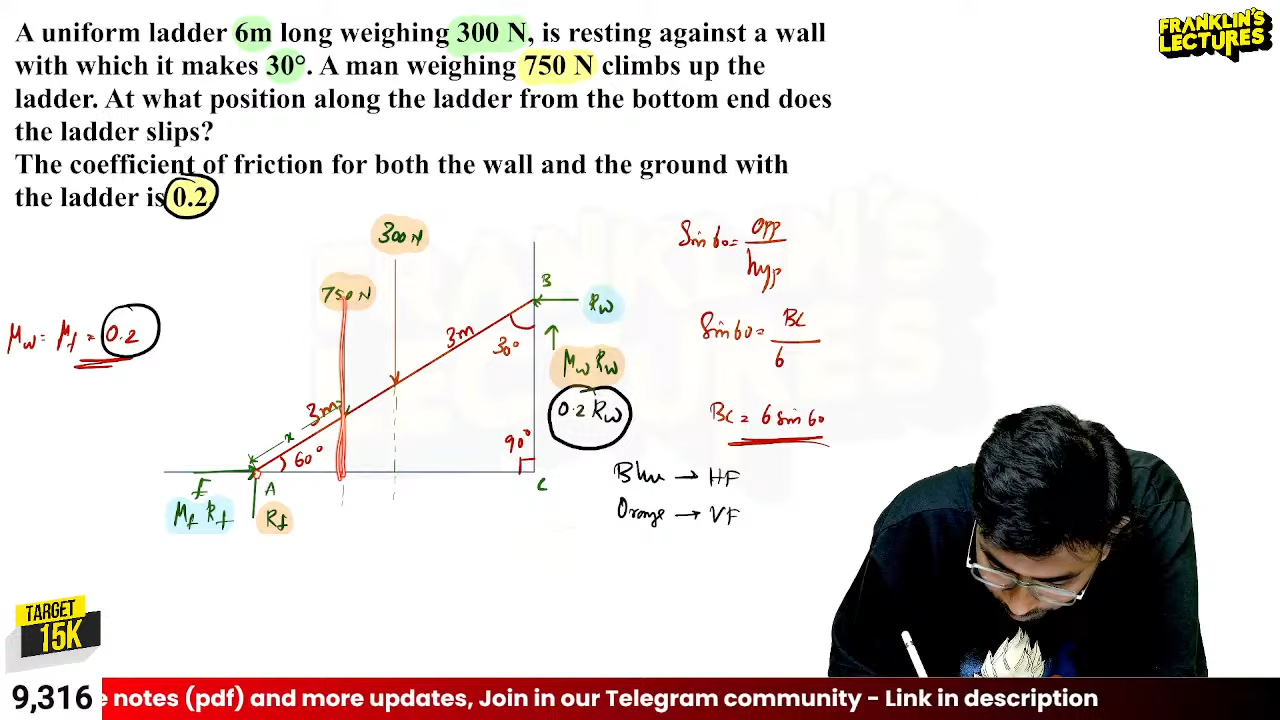 A uniform ladder 6m long weighing 300 N, is resting against a wall
with which it makes 30°. A man weighing 750 N climbs up the
ladder. At what position along the ladder from the bottom end does
the ladder slips?
The coefficient of friction for both the wall and the ground with
the ladder is 0.2.
FRANKLIN'S
LECTURES
300 N
750 N
B
Rw
3m
30°
μw Rw
0.2 Rw
μw = μf = 0.2
3m
x
60°
90°
f
A
C
μf Rf
Rf
Sin 60 = opp
hyp
Sin 60 = BC
6
BC = 6 sin 60
Blue → HF
Orange → VF
TARGET
15K
9,316
e notes (pdf) and more updates, Join in our Telegram community - Link in description